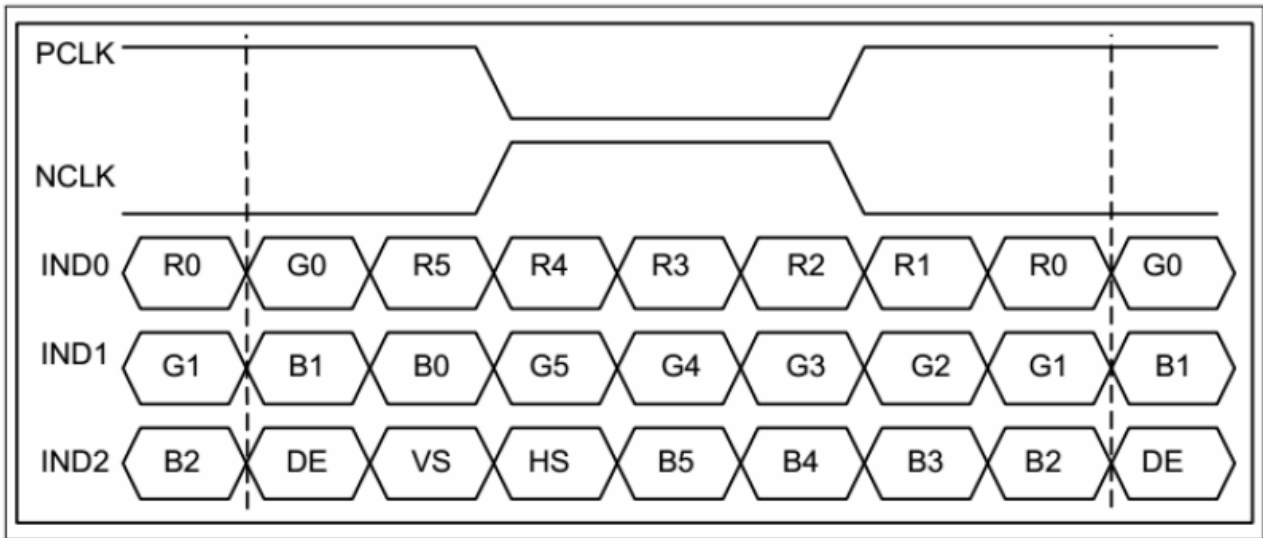 PCLK
NCLK
IND0 R0 G0 R5 R4 R3 R2 R1 R0 G0
IND1 G1 B1 B0 G5 G4 G3 G2 G1 B1
IND2 B2 DE VS HS B5 B4 B3 B2 DE